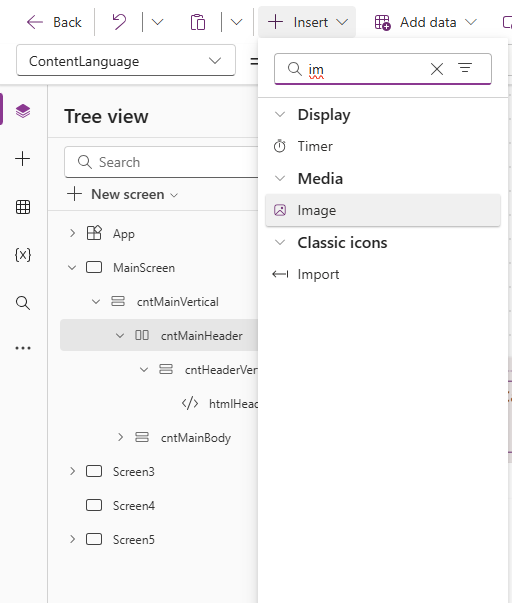 Back
Insert
Add data
ContentLanguage
=
im
Tree view
Display
Search
Timer
New screen
Media
App
Image
MainScreen
Classic icons
cntMainVertical
Import
cntMainHeader
cntHeaderVer
htmlHead
cntMainBody
Screen3
Screen4
Screen5